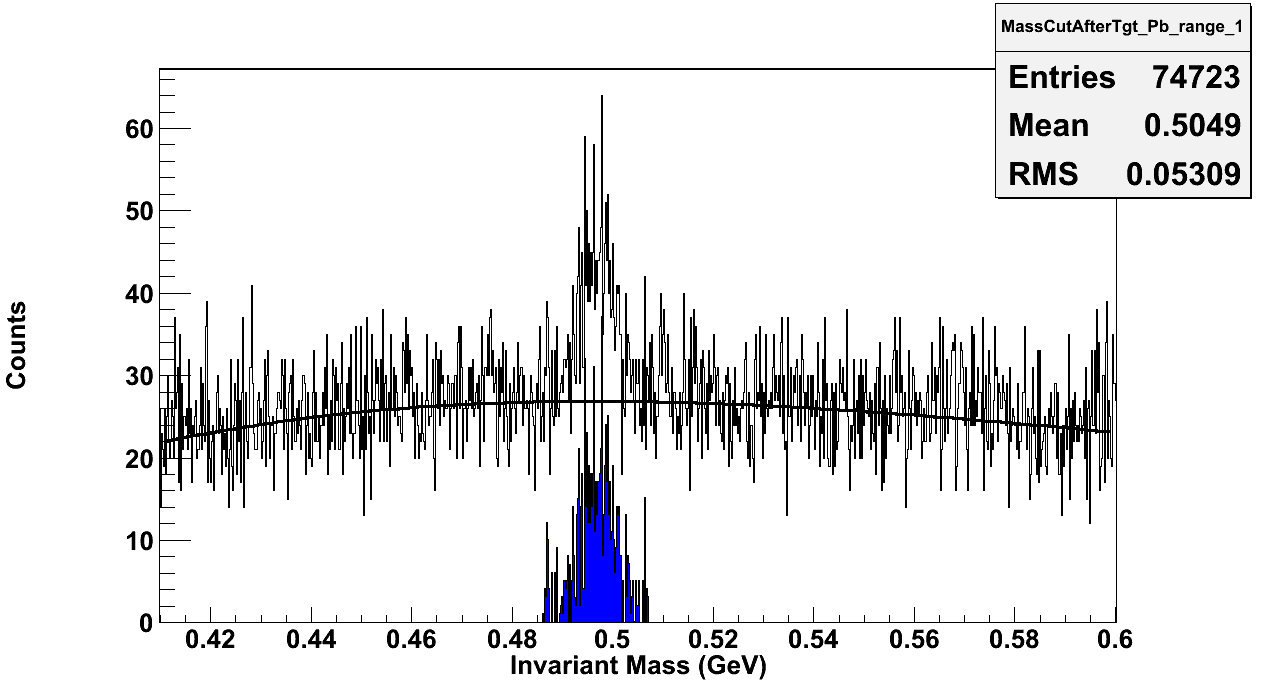 MassCutAfterTgt_Pb_range_1
Entries 74723
Mean 0.5049
RMS 0.05309
60
50
40
30
20
10
0
Counts
0.42 0.44 0.46 0.48 0.5 0.52 0.54 0.56 0.58 0.6
Invariant Mass (GeV)